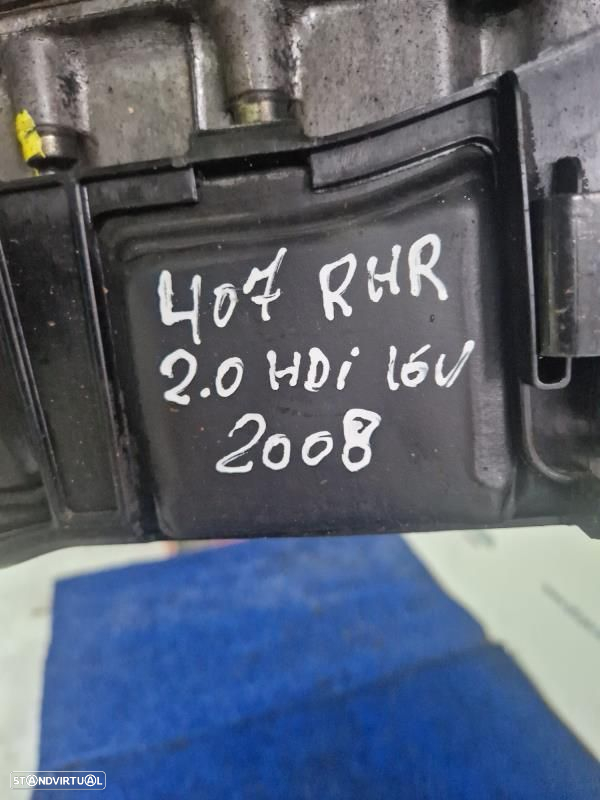 407 RHR
2.0 HDi 16V
2008
STANDVIRTUAL